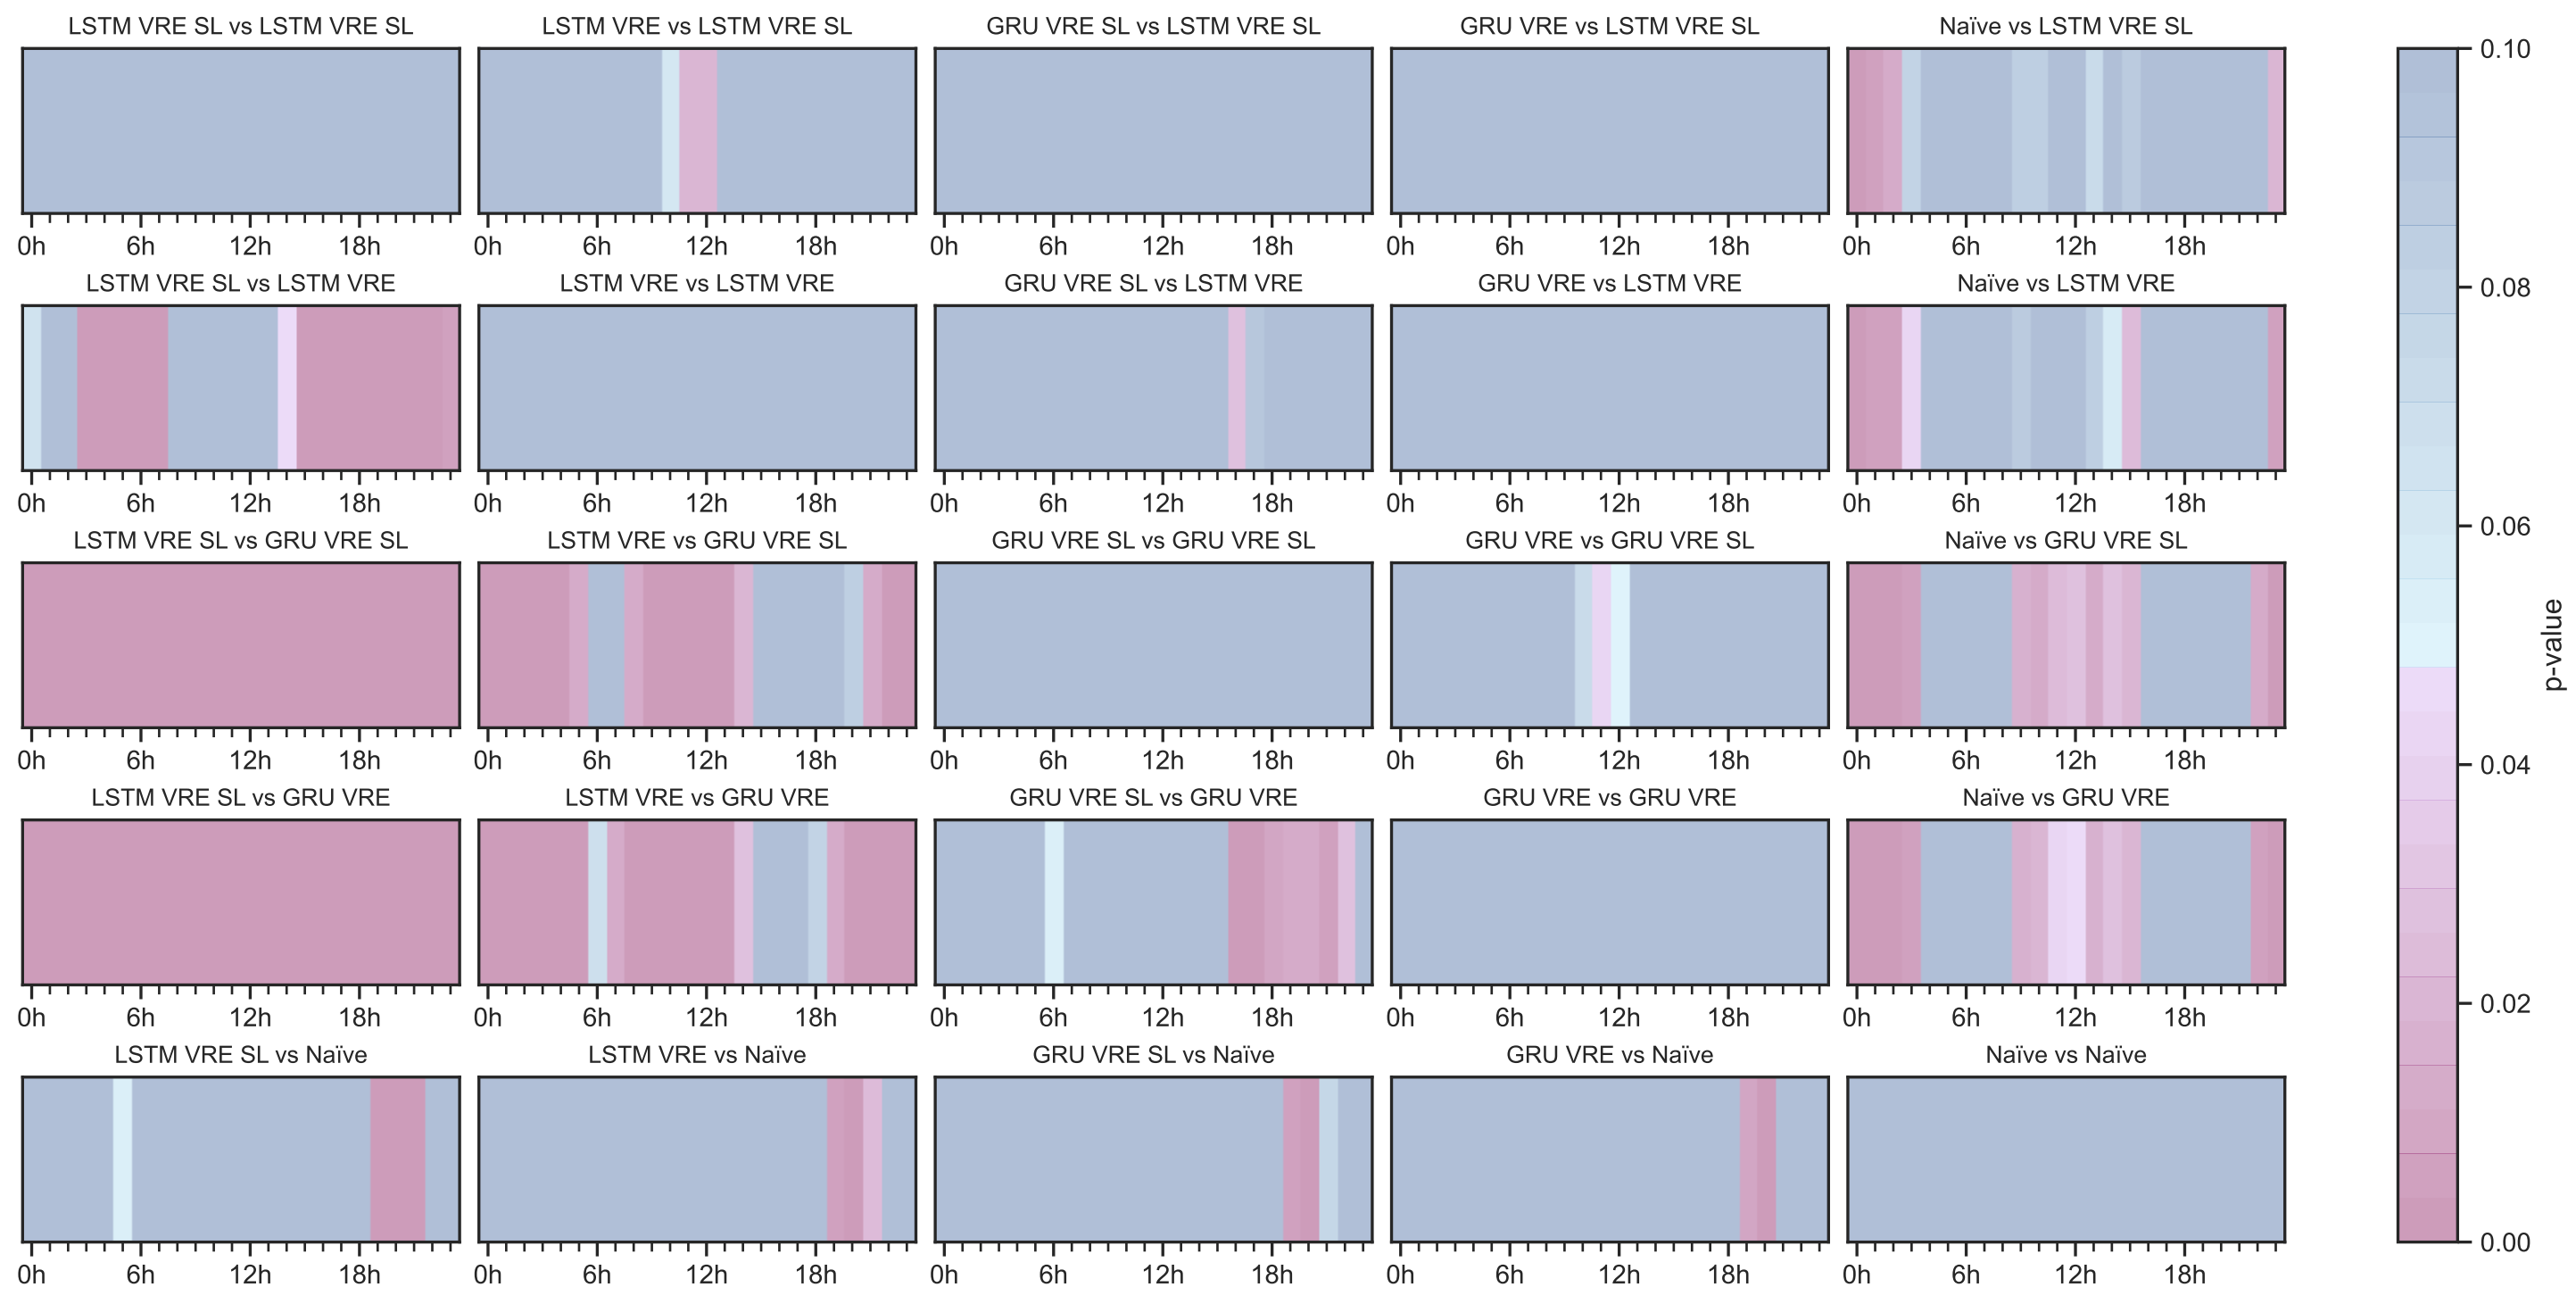 LSTM VRE SL vs LSTM VRE SL
LSTM VRE vs LSTM VRE SL
GRU VRE SL vs LSTM VRE SL
GRU VRE vs LSTM VRE SL
Naïve vs LSTM VRE SL
0h 6h 12h 18h
0h 6h 12h 18h
0h 6h 12h 18h
0h 6h 12h 18h
0h 6h 12h 18h
LSTM VRE SL vs LSTM VRE
LSTM VRE vs LSTM VRE
GRU VRE SL vs LSTM VRE
GRU VRE vs LSTM VRE
Naïve vs LSTM VRE
0h 6h 12h 18h
0h 6h 12h 18h
0h 6h 12h 18h
0h 6h 12h 18h
0h 6h 12h 18h
LSTM VRE SL vs GRU VRE SL
LSTM VRE vs GRU VRE SL
GRU VRE SL vs GRU VRE SL
GRU VRE vs GRU VRE SL
Naïve vs GRU VRE SL
0h 6h 12h 18h
0h 6h 12h 18h
0h 6h 12h 18h
0h 6h 12h 18h
0h 6h 12h 18h
LSTM VRE SL vs GRU VRE
LSTM VRE vs GRU VRE
GRU VRE SL vs GRU VRE
GRU VRE vs GRU VRE
Naïve vs GRU VRE
0h 6h 12h 18h
0h 6h 12h 18h
0h 6h 12h 18h
0h 6h 12h 18h
0h 6h 12h 18h
LSTM VRE SL vs Naïve
LSTM VRE vs Naïve
GRU VRE SL vs Naïve
GRU VRE vs Naïve
Naïve vs Naïve
0h 6h 12h 18h
0h 6h 12h 18h
0h 6h 12h 18h
0h 6h 12h 18h
0h 6h 12h 18h
0.10
0.08
0.06
0.04
0.02
0.00
p-value